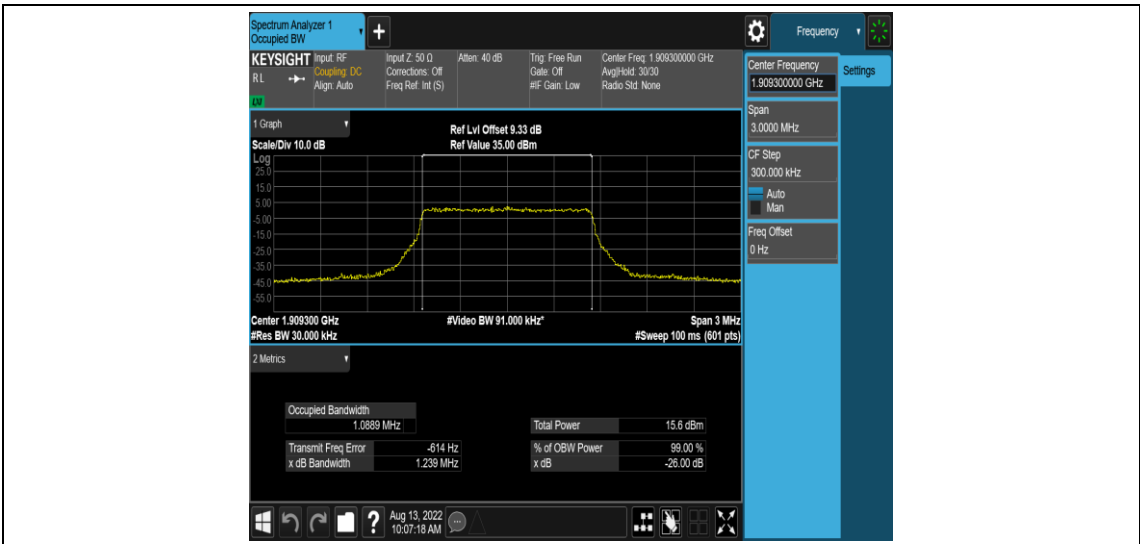 Spectrum Analyzer 1
Occupied BW
+
Frequency
KEYSIGHT
RL
LXI
Input: RF
Coupling: DC
Align: Auto
Input Z: 50 Ω
Corrections: Off
Freq Ref: Int (S)
Atten: 40 dB
Trig: Free Run
Gate: Off
#IF Gain: Low
Center Freq: 1.909300000 GHz
Avg|Hold: 30/30
Radio Std: None
Center Frequency
1.909300000 GHz
Settings
Span
3.0000 MHz
CF Step
300.000 kHz
Auto
Man
Freq Offset
0 Hz
1 Graph
Scale/Div 10.0 dB
Ref Lvl Offset 9.33 dB
Ref Value 35.00 dBm
Log
25.0
15.0
5.00
-5.00
-15.0
-25.0
-35.0
-45.0
-55.0
Center 1.909300 GHz
#Res BW 30.000 kHz
#Video BW 91.000 kHz*
Span 3 MHz
#Sweep 100 ms (601 pts)
2 Metrics
Occupied Bandwidth
1.0889 MHz
Total Power 15.6 dBm
Transmit Freq Error -614 Hz
% of OBW Power 99.00 %
x dB Bandwidth 1.239 MHz
x dB -26.00 dB
?
Aug 13, 2022
10:07:18 AM